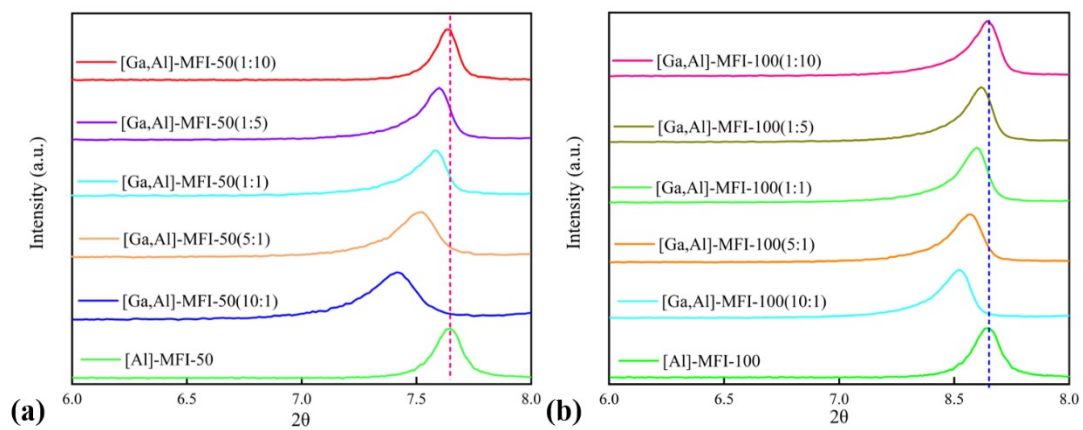 Intensity (a.u.)
[Ga,Al]-MFI-50(1:10)
[Ga,Al]-MFI-50(1:5)
[Ga,Al]-MFI-50(1:1)
[Ga,Al]-MFI-50(5:1)
[Ga,Al]-MFI-50(10:1)
[Al]-MFI-50
6.0 6.5 7.0 7.5 8.0
2θ
(a)
Intensity (a.u.)
[Ga,Al]-MFI-100(1:10)
[Ga,Al]-MFI-100(1:5)
[Ga,Al]-MFI-100(1:1)
[Ga,Al]-MFI-100(5:1)
[Ga,Al]-MFI-100(10:1)
[Al]-MFI-100
6.0 6.5 7.0 8.5 8.0
2θ
(b)